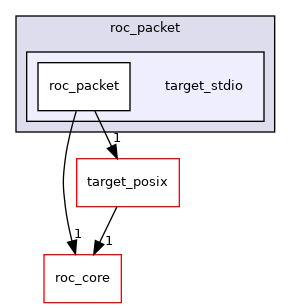 roc_packet
roc_packet
target_stdio
1
target_posix
1
1
roc_core